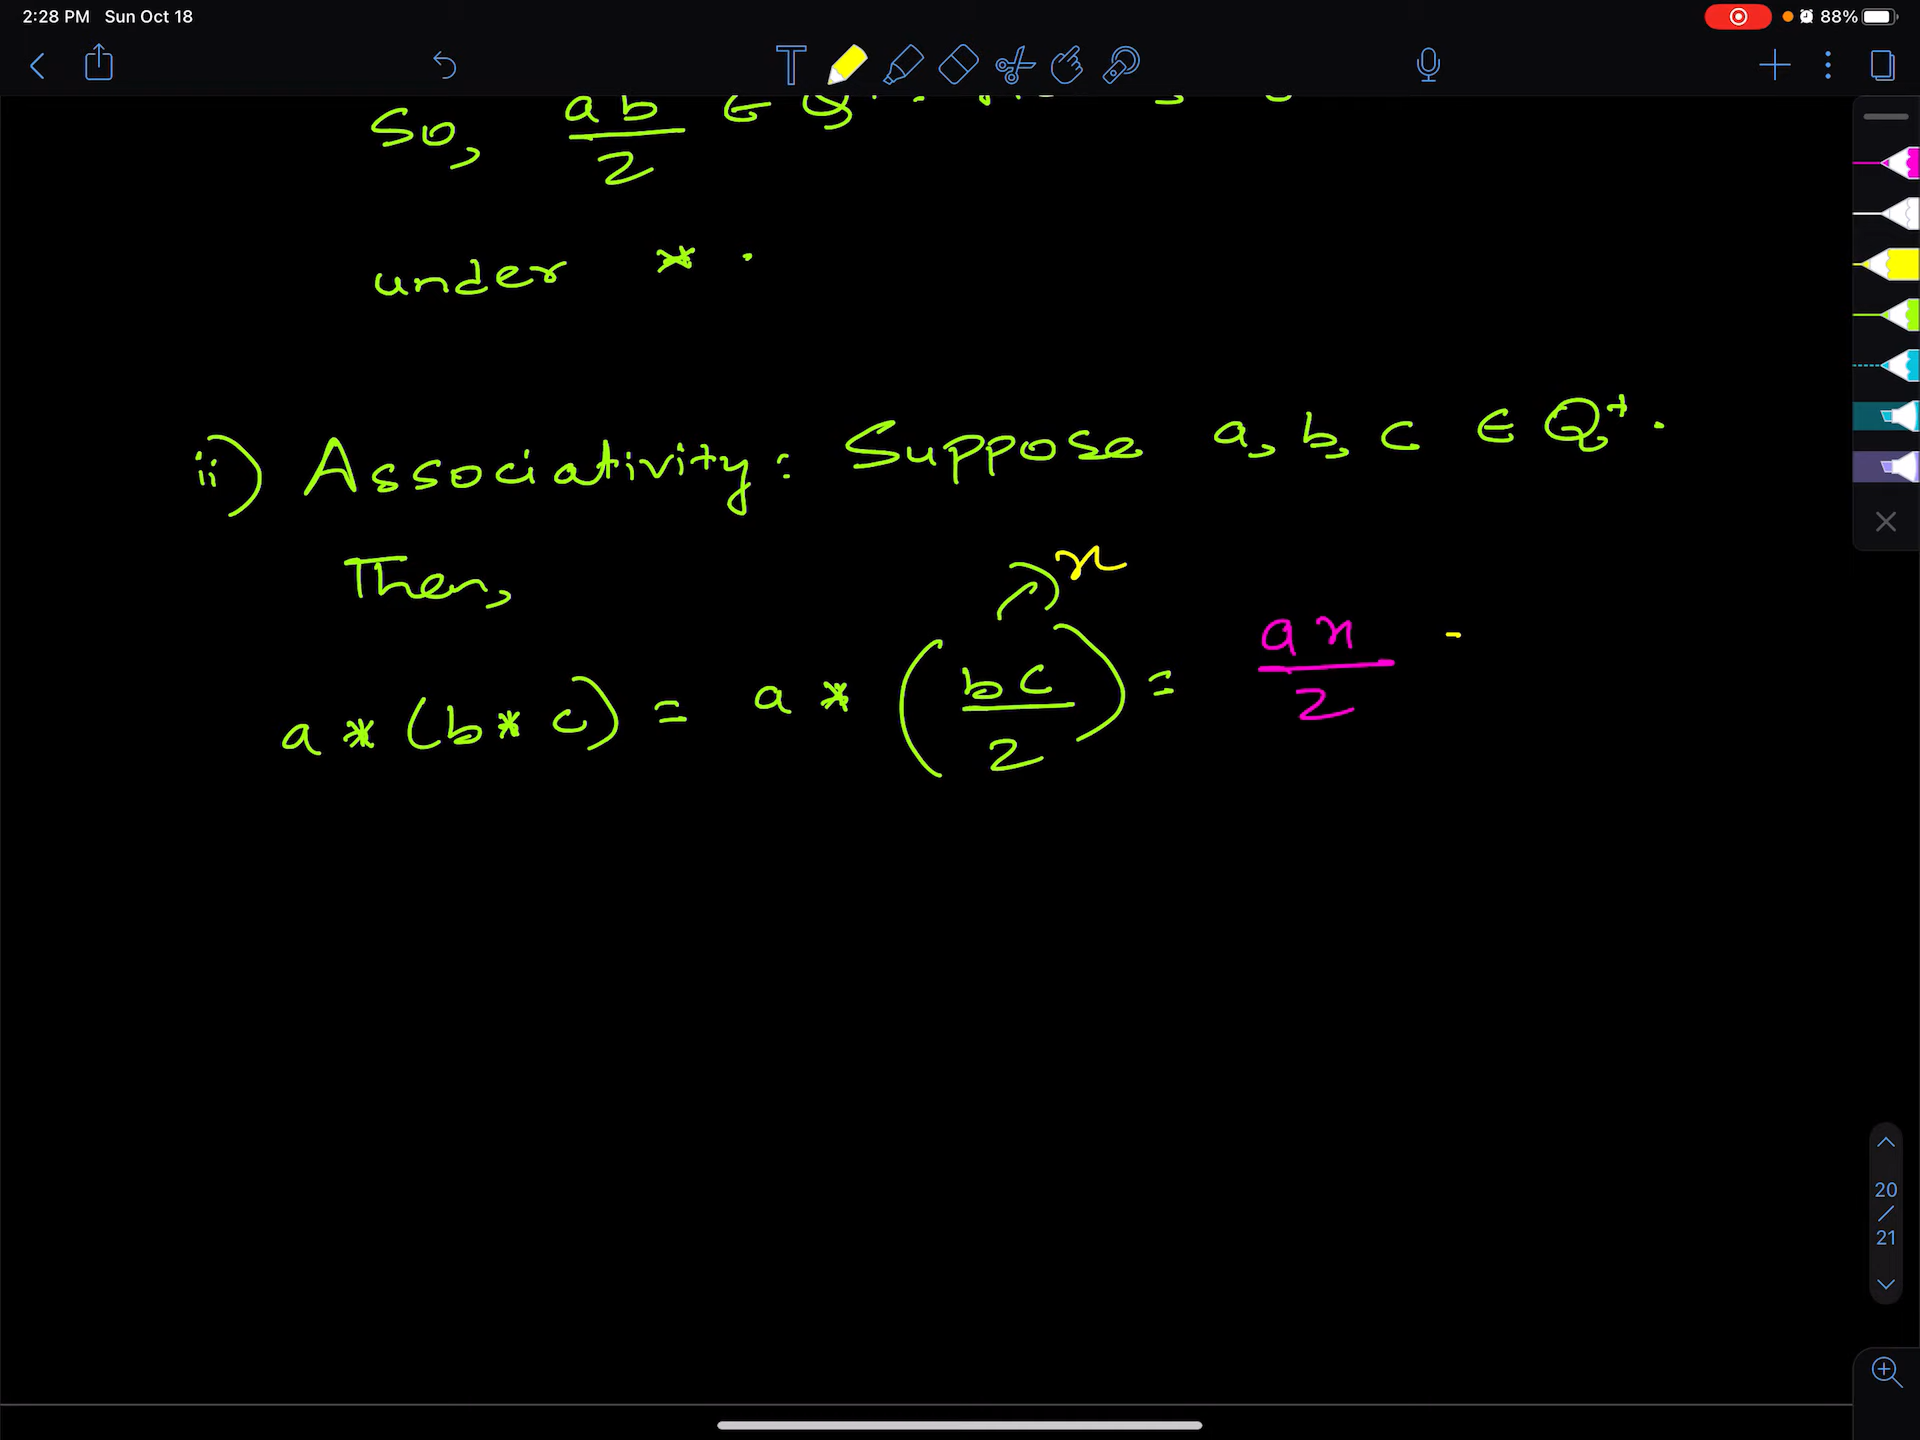 2:28 PM Sun Oct 18
88%
So, ab/2 ∈ Q⁺.
under * .
ii) Associativity: Suppose a, b, c ∈ Q⁺.
Then,
x
a * (b * c) = a * (bc/2) = ax/2 -
20
/
21